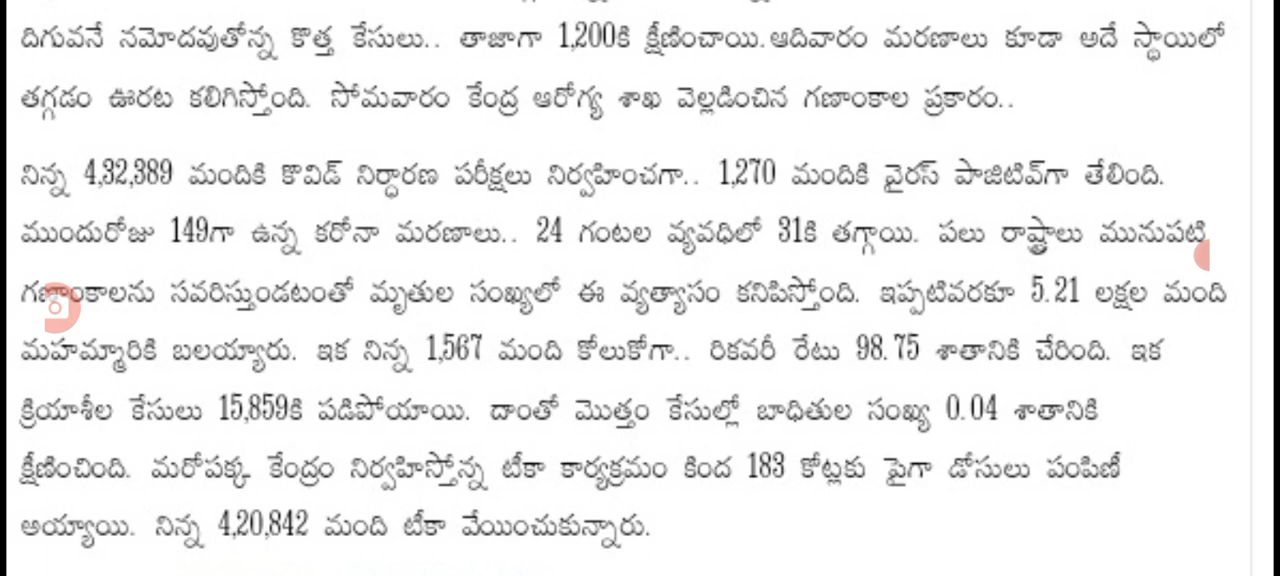 దిగువనే నమోదవుతోన్న కొత్త కేసులు.. తాజాగా 1,200కి క్షీణించాయి.ఆదివారం మరణాలు కూడా అదే స్థాయిలో
తగ్గడం ఊరట కలిగిస్తోంది. సోమవారం కేంద్ర ఆరోగ్య శాఖ వెల్లడించిన గణాంకాల ప్రకారం..
నిన్న 4,32,389 మందికి కొవిడ్ నిర్ధారణ పరీక్షలు నిర్వహించగా.. 1,270 మందికి వైరస్ పాజిటివ్‌గా తేలింది.
ముందురోజు 149గా ఉన్న కరోనా మరణాలు.. 24 గంటల వ్యవధిలో 31కి తగ్గాయి. పలు రాష్ట్రాలు మునుపటి
గణాంకాలను సవరిస్తుండటంతో మృతుల సంఖ్యలో ఈ వ్యత్యాసం కనిపిస్తోంది. ఇప్పటివరకూ 5.21 లక్షల మంది
మహమ్మారికి బలయ్యారు. ఇక నిన్న 1,567 మంది కోలుకోగా.. రికవరీ రేటు 98.75 శాతానికి చేరింది. ఇక
క్రియాశీల కేసులు 15,859కి పడిపోయాయి. దాంతో మొత్తం కేసుల్లో బాధితుల సంఖ్య 0.04 శాతానికి
క్షీణించింది. మరోపక్క కేంద్రం నిర్వహిస్తోన్న టీకా కార్యక్రమం కింద 183 కోట్లకు పైగా డోసులు పంపిణీ
అయ్యాయి. నిన్న 4,20,842 మంది టీకా వేయించుకున్నారు.